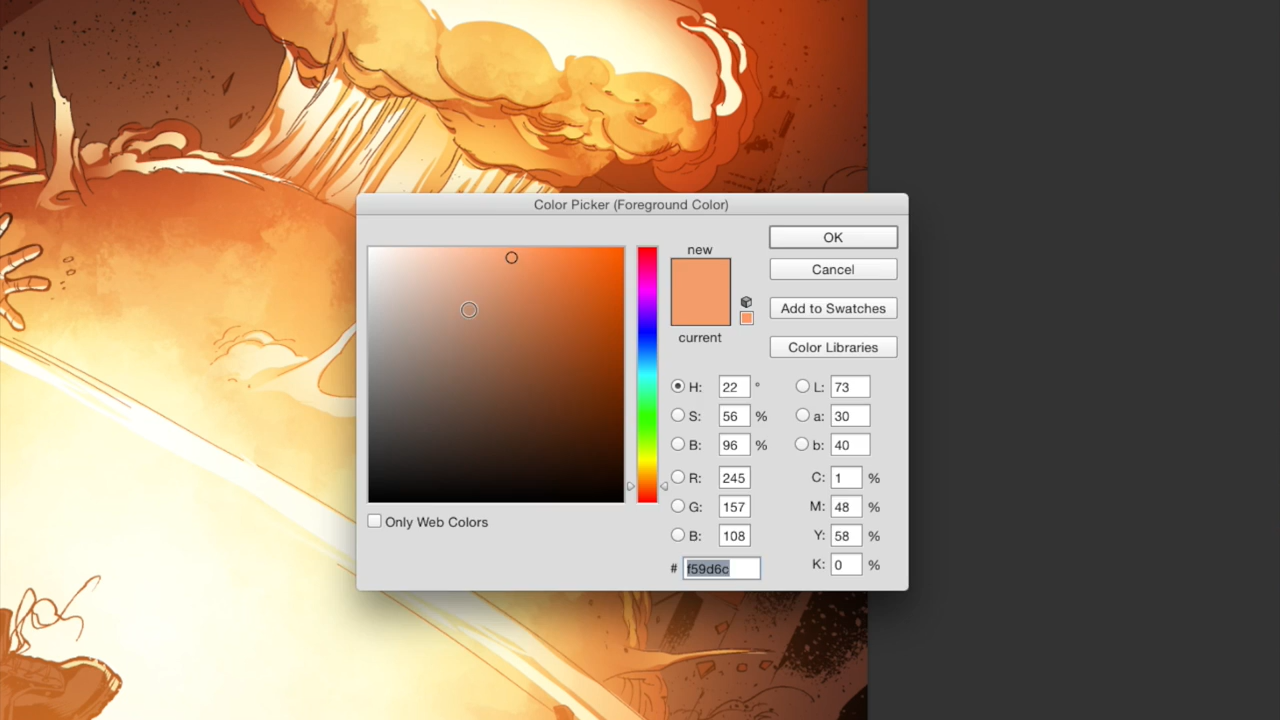 Color Picker (Foreground Color)
new
current
OK
Cancel
Add to Swatches
Color Libraries
H: 22 °
S: 56 %
B: 96 %
R: 245
G: 157
B: 108
# f59d6c
L: 73
a: 30
b: 40
C: 1 %
M: 48 %
Y: 58 %
K: 0 %
Only Web Colors